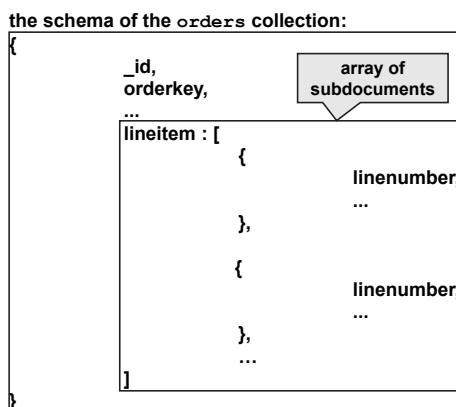 the schema of the orders collection:
{
_id,
orderkey,
...
array of
subdocuments
lineitem : [
{
linenumber,
...
},
{
linenumber,
...
},
...
]
}